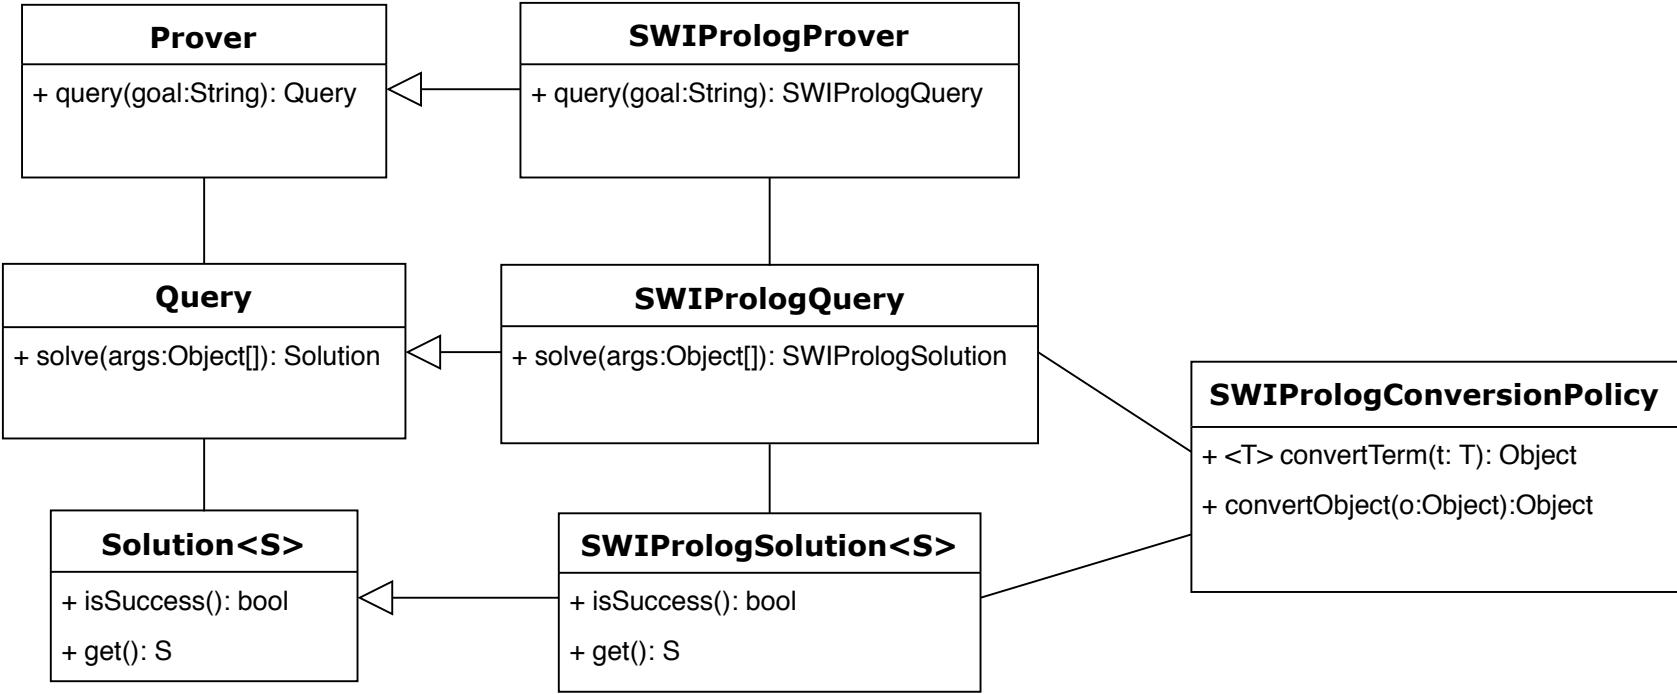 Prover
+ query(goal:String): Query
SWIPrologProver
+ query(goal:String): SWIPrologQuery
Query
+ solve(args:Object[]): Solution
SWIPrologQuery
+ solve(args:Object[]): SWIPrologSolution
SWIPrologConversionPolicy
+ <T> convertTerm(t: T): Object
+ convertObject(o:Object):Object
Solution<S>
+ isSuccess(): bool
+ get(): S
SWIPrologSolution<S>
+ isSuccess(): bool
+ get(): S